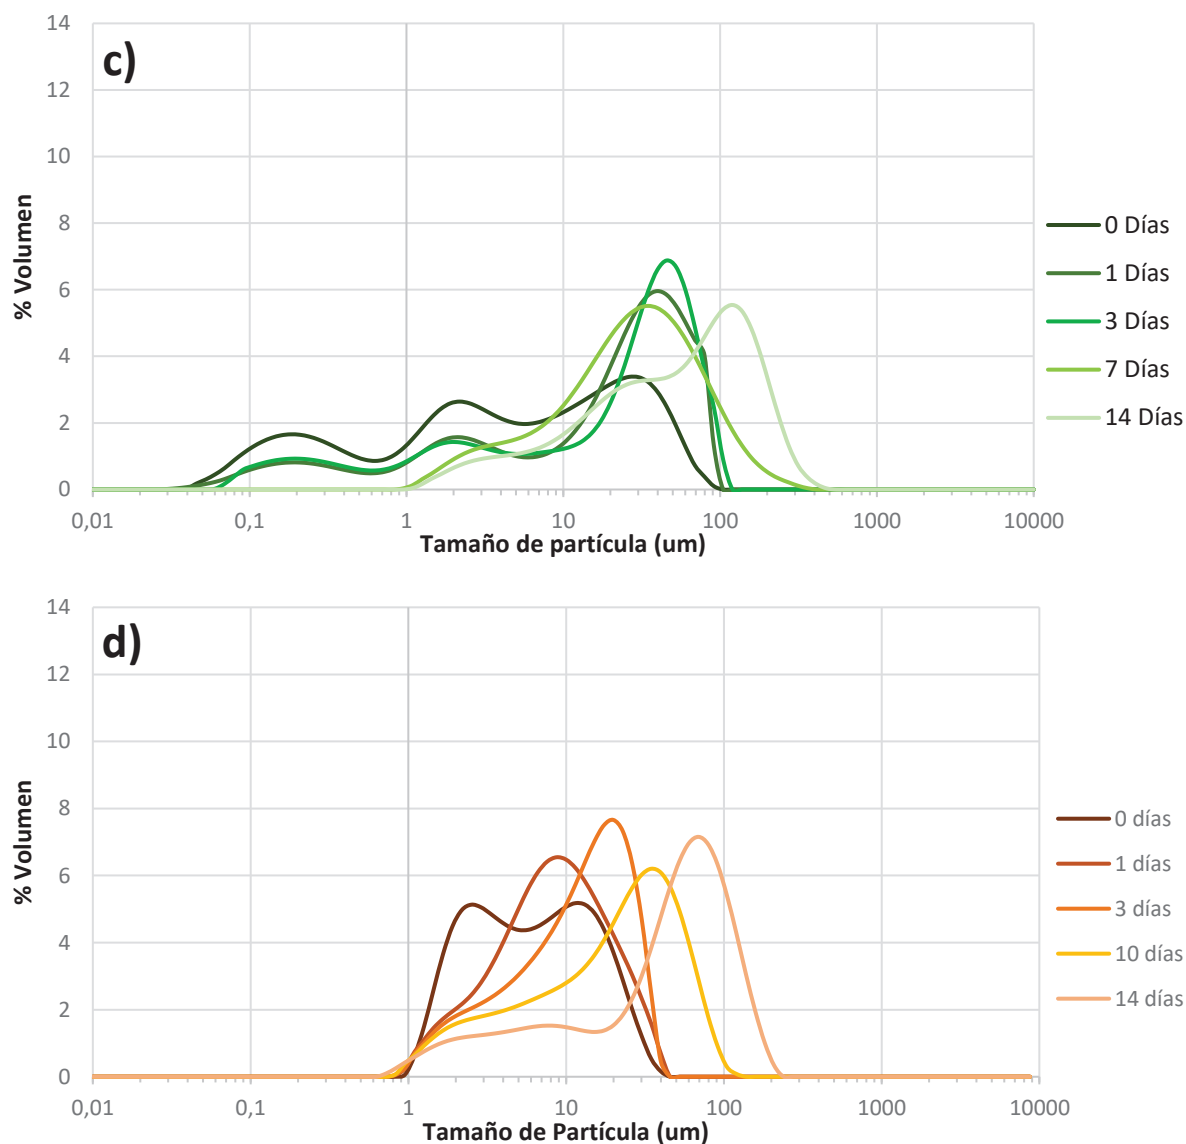 c)
14
12
10
8
6
4
2
0
% Volumen
0,01 0,1 1 10 100 1000 10000
Tamaño de partícula (um)
0 Días
1 Días
3 Días
7 Días
14 Días
d)
14
12
10
8
6
4
2
0
% Volumen
0,01 0,1 1 10 100 1000 10000
Tamaño de Partícula (um)
0 días
1 días
3 días
10 días
14 días